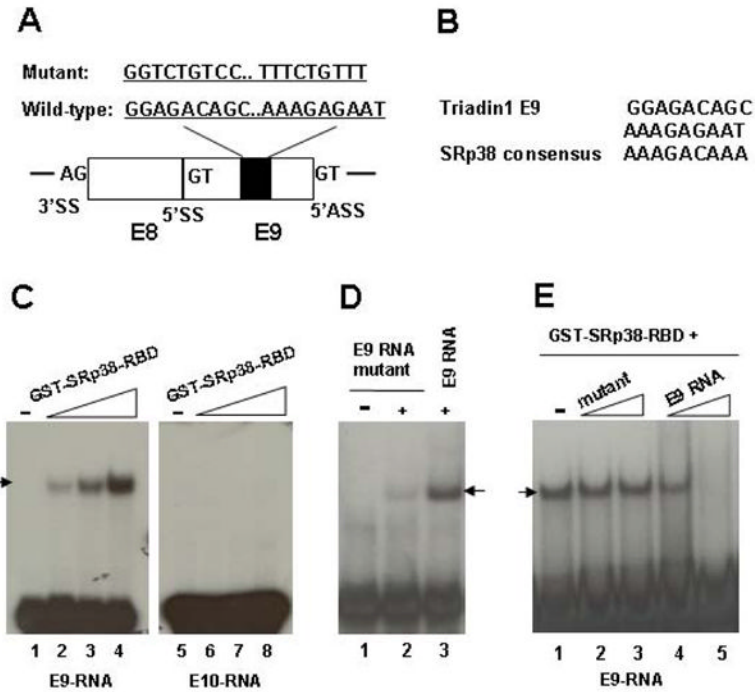 A
Mutant: GGTCTGTCC.. TTTCTGTTT
Wild-type: GGAGACAGC..AAAGAGAAT
AG GT GT
3'SS 5'SS 5'ASS
E8 E9
B
Triadin1 E9 GGAGACAGC
AAAGAGAAT
SRp38 consensus AAAGACAAA
C
GST-SRp38-RBD GST-SRp38-RBD
- -
1 2 3 4 5 6 7 8
E9-RNA E10-RNA
D
E9 RNA
mutant
E9 RNA
- + +
1 2 3
E
GST-SRp38-RBD +
- mutant E9 RNA
1 2 3 4 5
E9-RNA